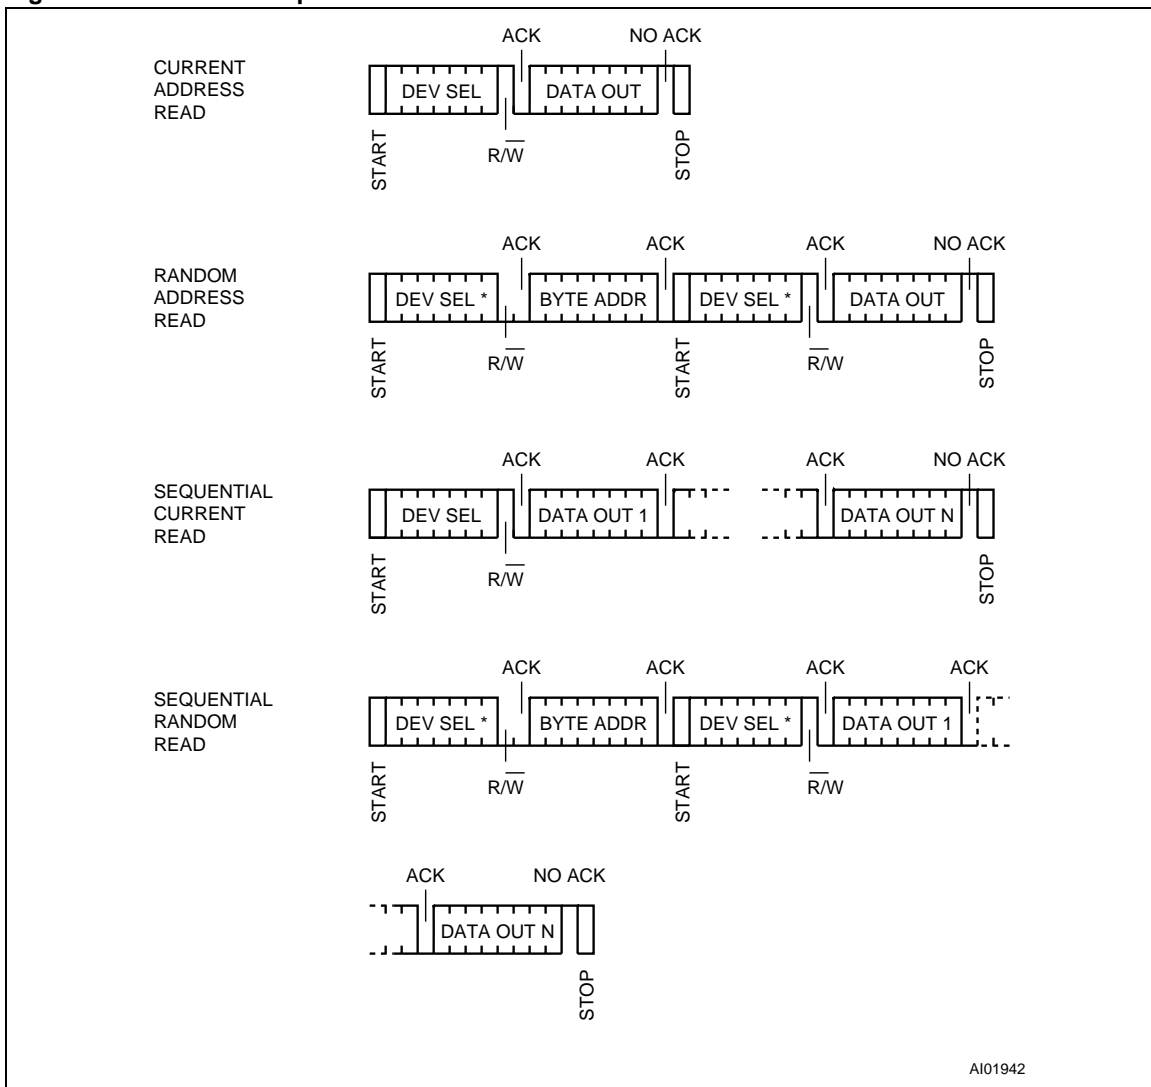 ACK NO ACK
CURRENT
ADDRESS
READ
DEV SEL DATA OUT
START R/W STOP
ACK ACK ACK NO ACK
RANDOM
ADDRESS
READ
DEV SEL * BYTE ADDR DEV SEL * DATA OUT
START R/W START R/W STOP
ACK ACK ACK NO ACK
SEQUENTIAL
CURRENT
READ
DEV SEL DATA OUT 1 DATA OUT N
START R/W STOP
ACK ACK ACK ACK
SEQUENTIAL
RANDOM
READ
DEV SEL * BYTE ADDR DEV SEL * DATA OUT 1
START R/W START R/W
ACK NO ACK
DATA OUT N
STOP
AI01942